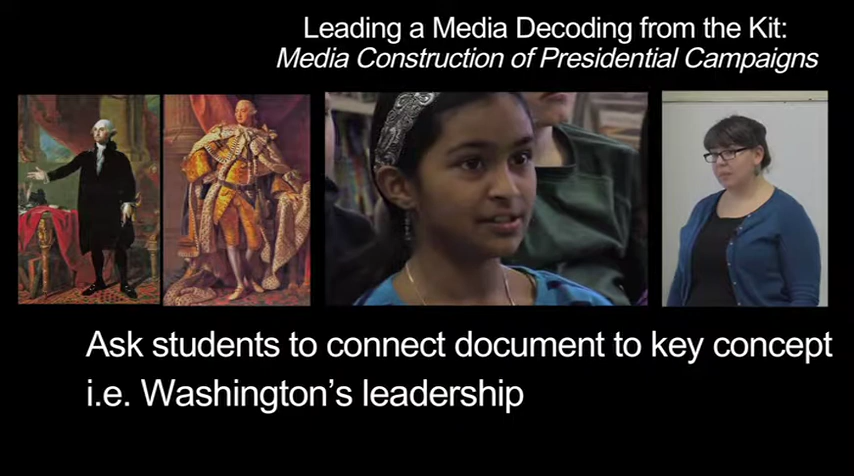 Leading a Media Decoding from the Kit:
Media Construction of Presidential Campaigns
Ask students to connect document to key concept
i.e. Washington's leadership